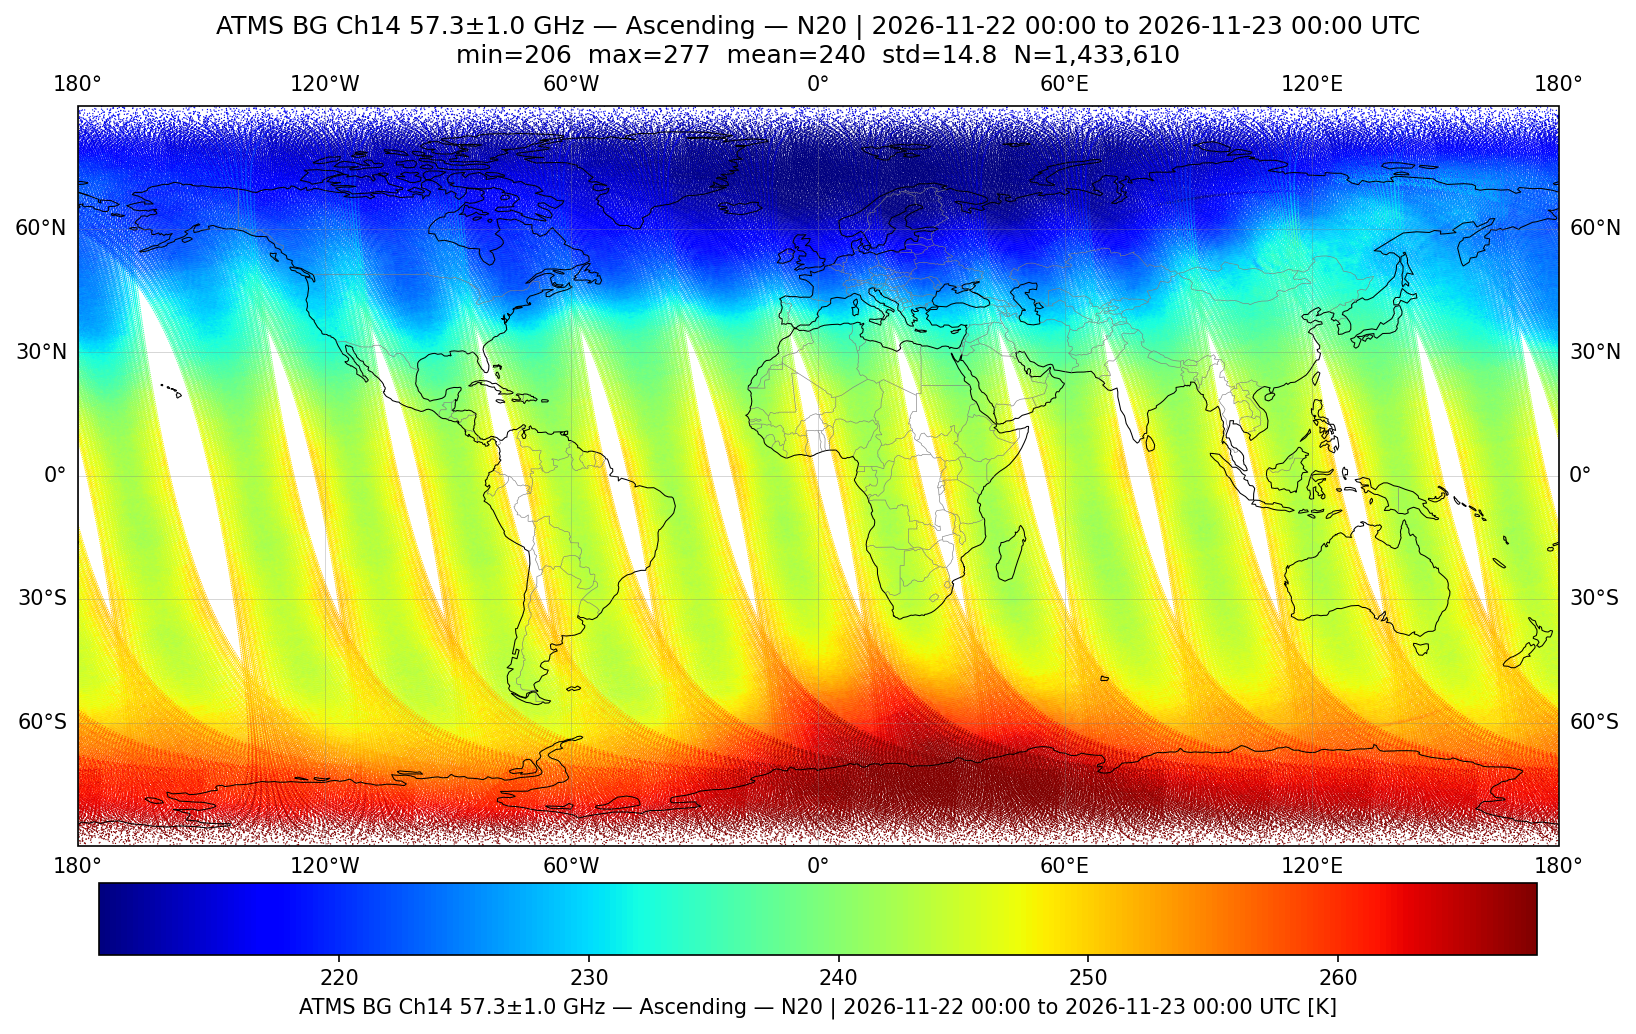 ATMS BG Ch14 57.3±1.0 GHz — Ascending — N20 | 2026-11-22 00:00 to 2026-11-23 00:00 UTC
min=206  max=277  mean=240  std=14.8  N=1,433,610
180° 120°W 60°W 0° 60°E 120°E 180°
60°N 60°N
30°N 30°N
0° 0°
30°S 30°S
60°S 60°S
180° 120°W 60°W 0° 60°E 120°E 180°
220 230 240 250 260
ATMS BG Ch14 57.3±1.0 GHz — Ascending — N20 | 2026-11-22 00:00 to 2026-11-23 00:00 UTC [K]